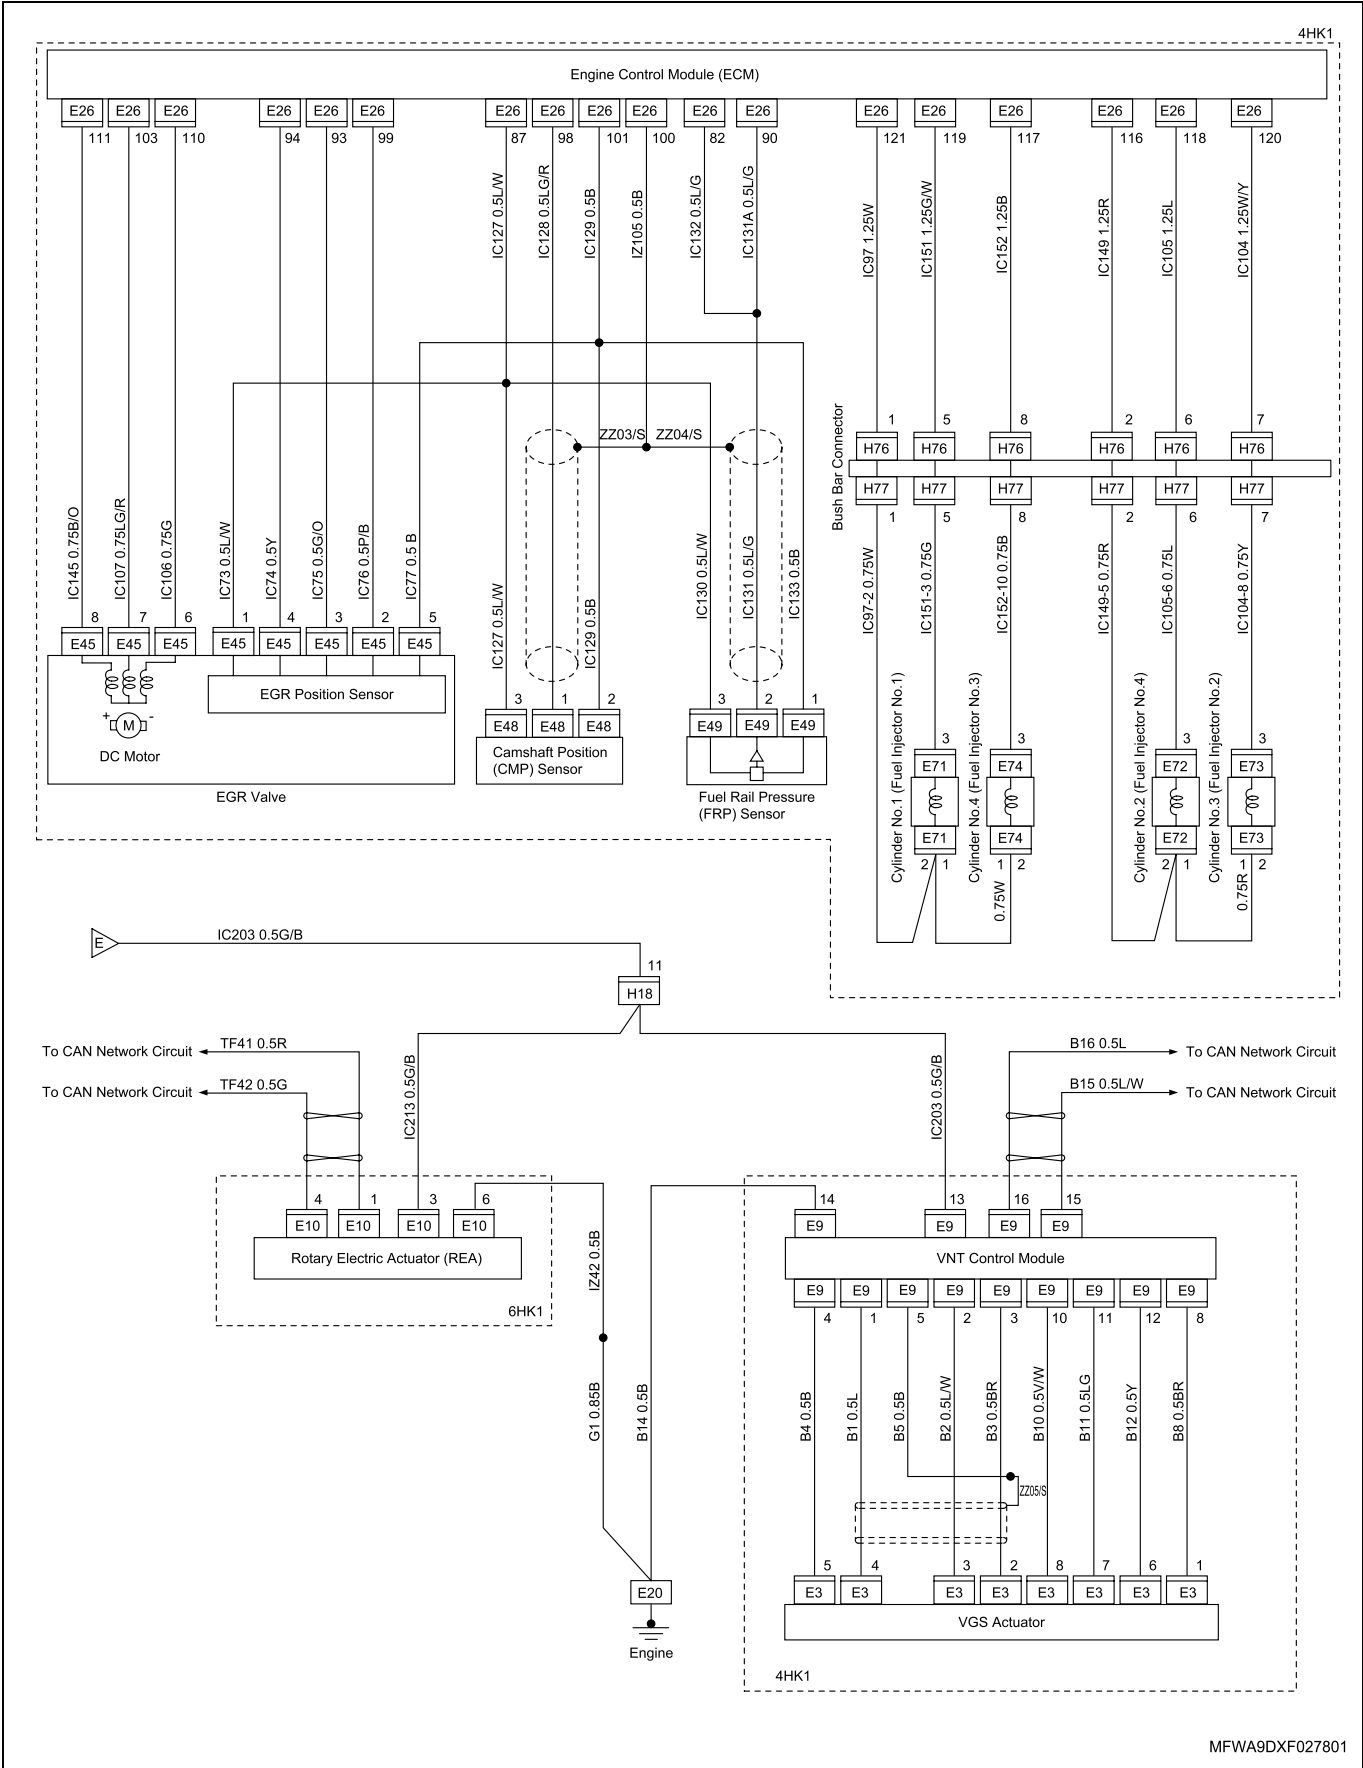 4HK1
Engine Control Module (ECM)
E26 E26 E26 E26 E26 E26 E26 E26 E26 E26 E26 E26 E26 E26 E26 E26 E26 E26
111 103 110 94 93 99 87 98 101 100 82 90 121 119 117 116 118 120
IC127 0.5L/W
IC128 0.5LG/R
IC129 0.5B
IZ105 0.5B
IC132 0.5L/G
IC131A 0.5L/G
IC97 1.25W
IC151 1.25G/W
IC152 1.25B
IC149 1.25R
IC105 1.25L
IC104 1.25W/Y
Bush Bar Connector
1 5 8 2 6 7
H76 H76 H76 H76 H76 H76
H77 H77 H77 H77 H77 H77
1 5 8 2 6 7
ZZ03/S ZZ04/S
IC145 0.75B/O
IC107 0.75LG/R
IC106 0.75G
IC73 0.5L/W
IC74 0.5Y
IC75 0.5G/O
IC76 0.5P/B
IC77 0.5 B
IC127 0.5L/W
IC129 0.5B
IC130 0.5L/W
IC131 0.5L/G
IC133 0.5B
IC97-2 0.75W
IC151-3 0.75G
IC152-10 0.75B
IC149-5 0.75R
IC105-6 0.75L
IC104-8 0.75Y
8 7 6 1 4 3 2 5
E45 E45 E45 E45 E45 E45 E45 E45
EGR Position Sensor
+ M -
DC Motor
EGR Valve
3 1 2
E48 E48 E48
Camshaft Position
(CMP) Sensor
3 2 1
E49 E49 E49
Fuel Rail Pressure
(FRP) Sensor
Cylinder No.1 (Fuel Injector No.1)
Cylinder No.4 (Fuel Injector No.3)
Cylinder No.2 (Fuel Injector No.4)
Cylinder No.3 (Fuel Injector No.2)
3 3 3 3
E71 E74 E72 E73
E71 E74 E72 E73
2 1 1 2 2 1 1 2
0.75W
0.75R
E
IC203 0.5G/B
11
H18
To CAN Network Circuit TF41 0.5R
To CAN Network Circuit TF42 0.5G
IC213 0.5G/B
IC203 0.5G/B
B16 0.5L To CAN Network Circuit
B15 0.5L/W To CAN Network Circuit
4 1 3 6
E10 E10 E10 E10
Rotary Electric Actuator (REA)
6HK1
IZ42 0.5B
G1 0.85B
B14 0.5B
14 13 16 15
E9 E9 E9 E9
VNT Control Module
E9 E9 E9 E9 E9 E9 E9 E9 E9
4 1 5 2 3 10 11 12 8
B4 0.5B
B1 0.5L
B5 0.5B
B2 0.5L/W
B3 0.5BR
B10 0.5V/W
B11 0.5LG
B12 0.5Y
B8 0.5BR
ZZ05/S
5 4 3 2 8 7 6 1
E3 E3 E3 E3 E3 E3 E3 E3
VGS Actuator
4HK1
E20
Engine
MFWA9DXF027801